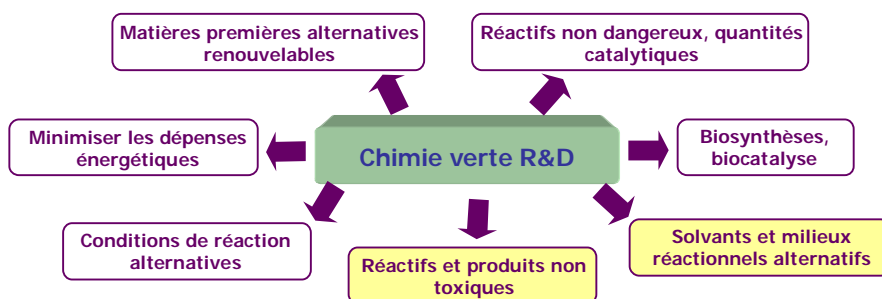 Matières premières alternatives
renouvelables
Réactifs non dangereux, quantités
catalytiques
Minimiser les dépenses
énergétiques
Chimie verte R&D
Biosynthèses,
biocatalyse
Conditions de réaction
alternatives
Réactifs et produits non
toxiques
Solvants et milieux
réactionnels alternatifs